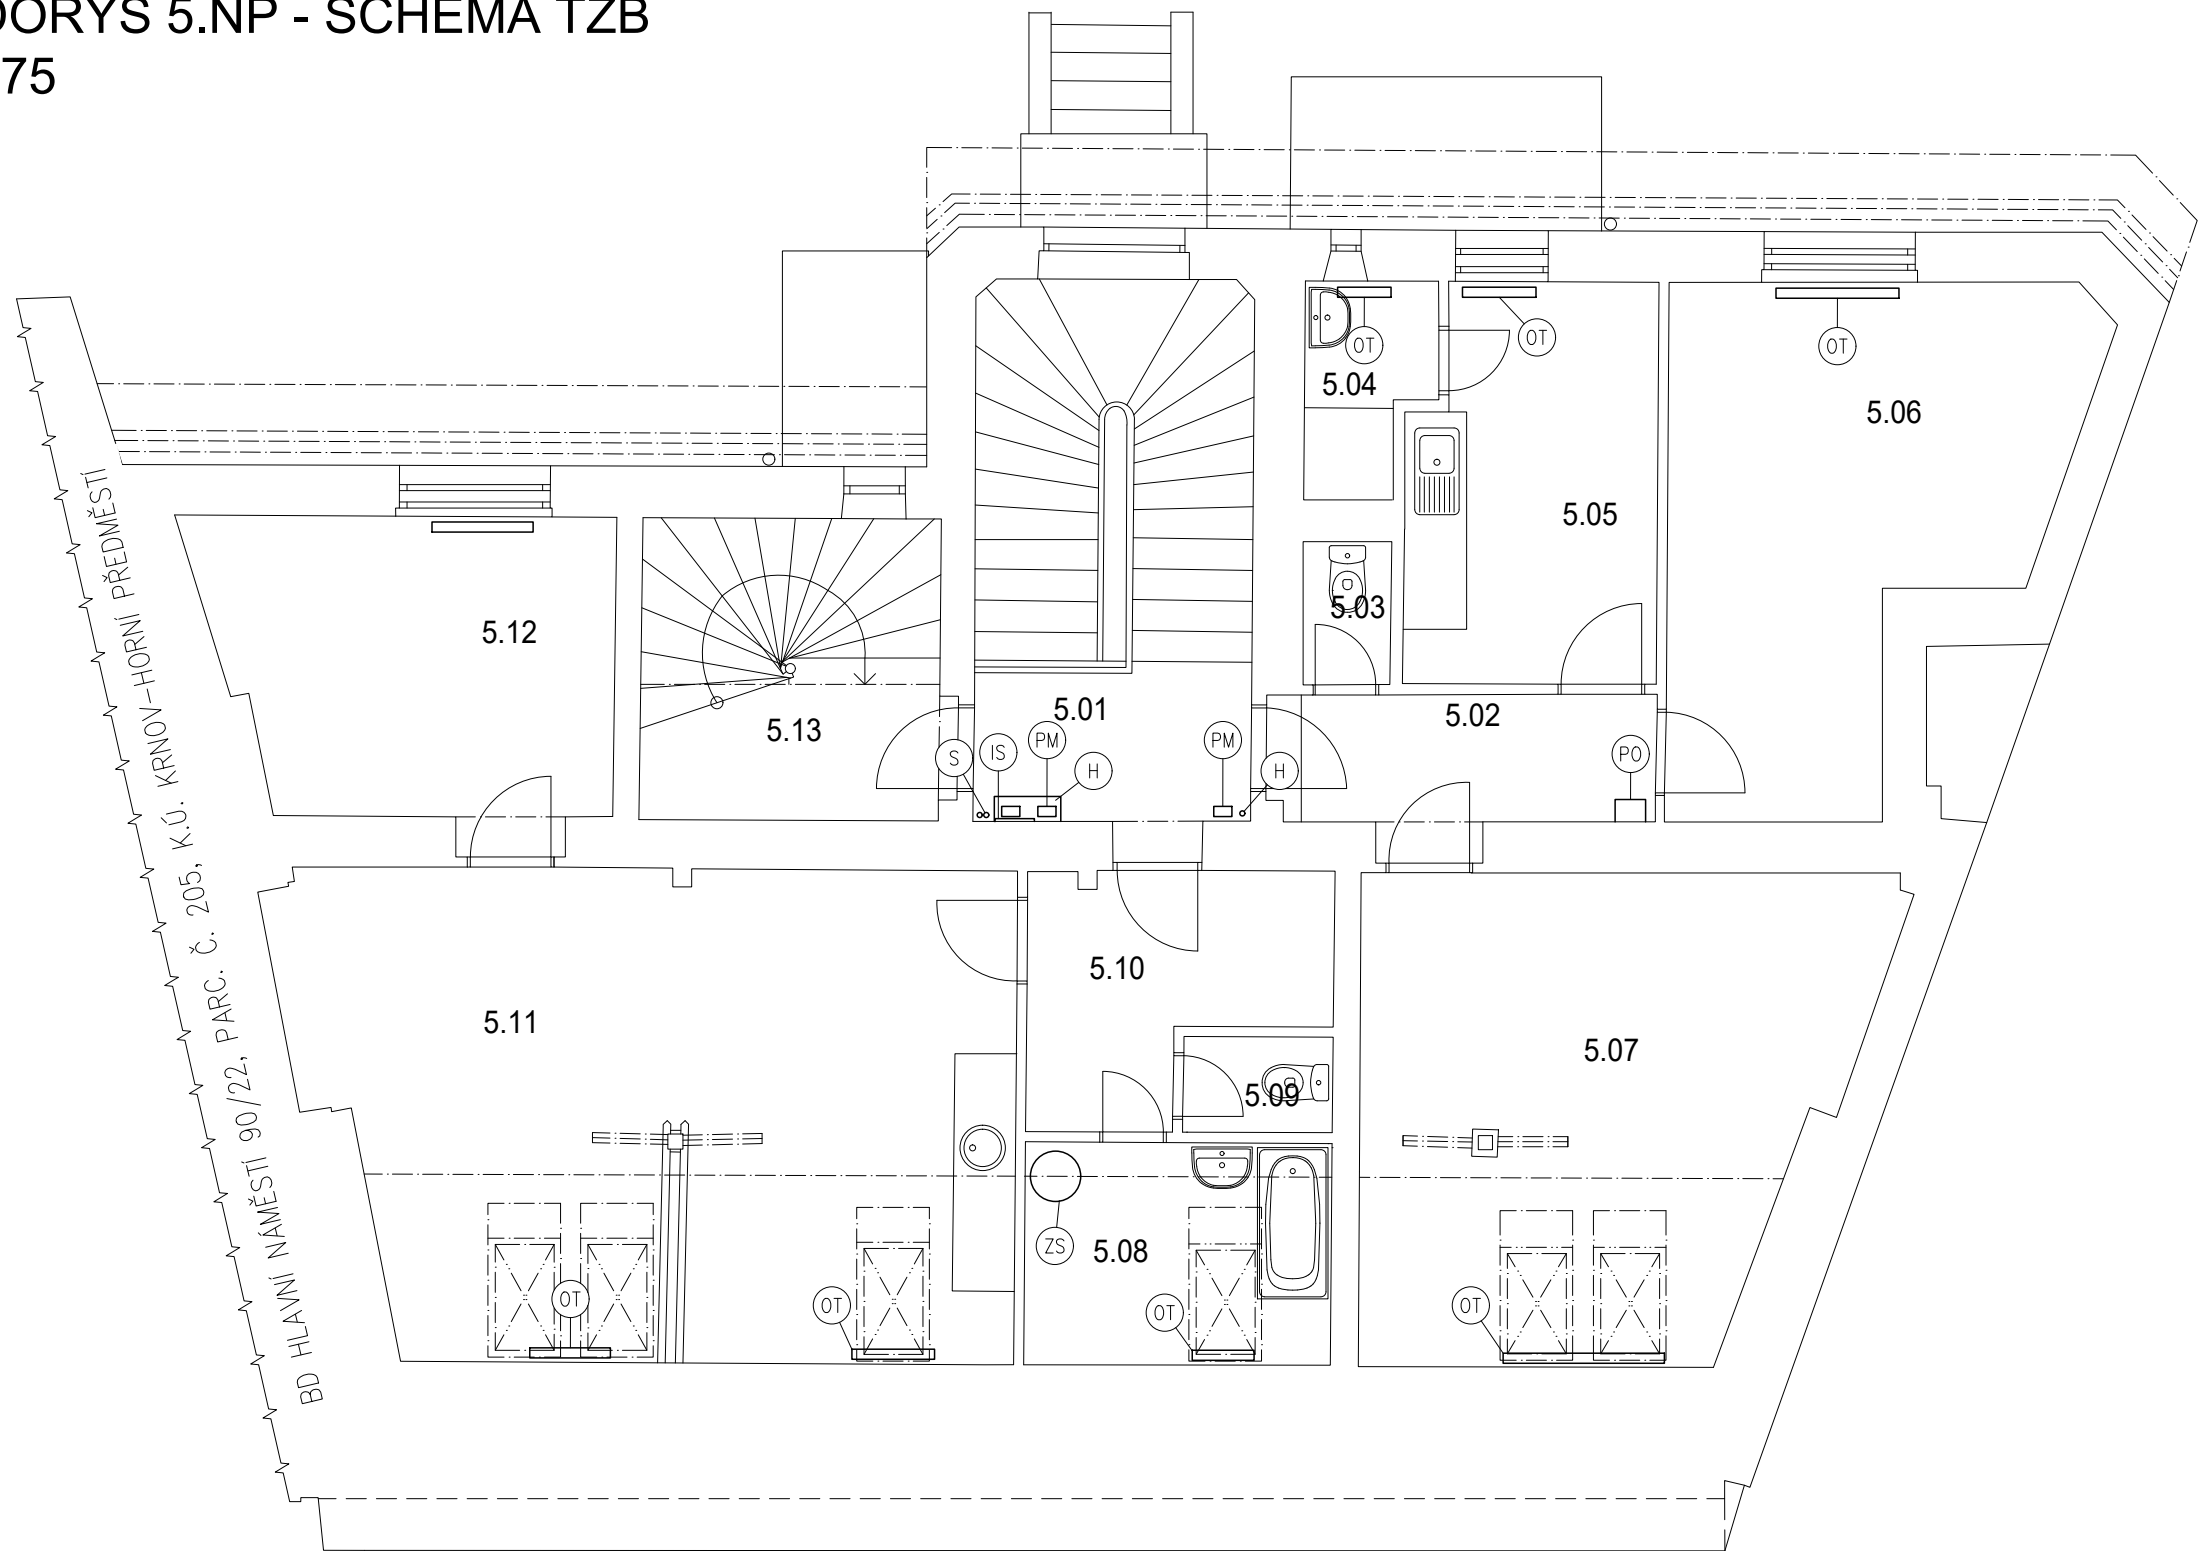 DORYS 5.NP - SCHEMA TZB
75
OT
OT
OT
5.04
5.06
5.05
5.03
5.12
5.01
5.02
5.13
PM
PM
PO
S
IS
H
H
5.10
5.11
5.07
5.09
ZS
5.08
OT
OT
OT
OT
BD HLAVNÍ NÁMĚSTÍ 90/22, PARC. Č. 205, K.Ú. KRNOV-HORNÍ PŘEDMĚSTÍ